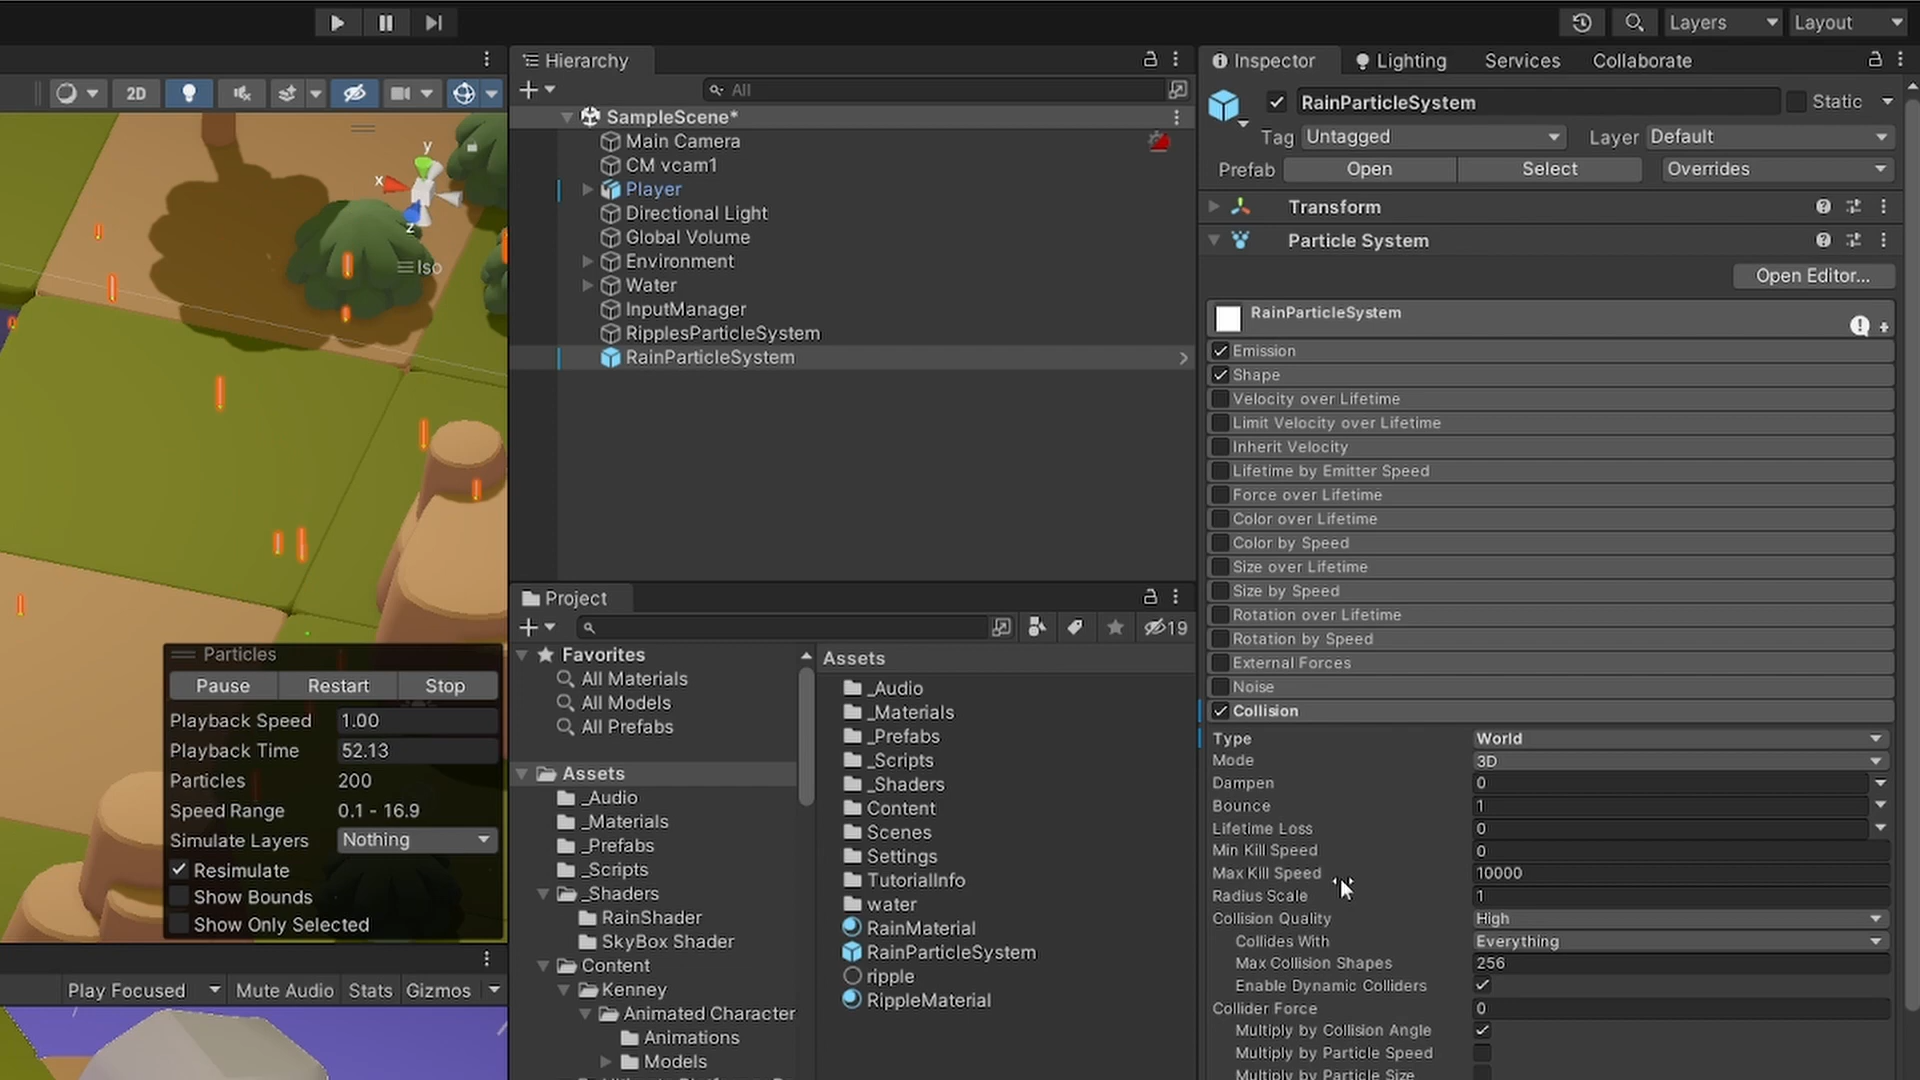 Layers
Layout
Hierarchy
Inspector
Lighting
Services
Collaborate
2D
All
RainParticleSystem
Static
SampleScene*
Tag
Untagged
Layer
Default
Main Camera
CM vcam1
Prefab
Open
Select
Overrides
Player
Directional Light
Global Volume
Environment
Water
InputManager
RipplesParticleSystem
RainParticleSystem
y
x
z
Iso
Transform
Particle System
Open Editor...
RainParticleSystem
Emission
Shape
Velocity over Lifetime
Limit Velocity over Lifetime
Inherit Velocity
Lifetime by Emitter Speed
Force over Lifetime
Color over Lifetime
Color by Speed
Size over Lifetime
Size by Speed
Rotation over Lifetime
Rotation by Speed
External Forces
Noise
Collision
Type
World
Mode
3D
Dampen
0
Bounce
1
Lifetime Loss
0
Min Kill Speed
0
Max Kill Speed
10000
Radius Scale
1
Collision Quality
High
Collides With
Everything
Max Collision Shapes
256
Enable Dynamic Colliders
Collider Force
0
Multiply by Collision Angle
Multiply by Particle Speed
Multiply by Particle Size
Particles
Pause
Restart
Stop
Playback Speed
1.00
Playback Time
52.13
Particles
200
Speed Range
0.1 - 16.9
Simulate Layers
Nothing
Resimulate
Show Bounds
Show Only Selected
Play Focused
Mute Audio
Stats
Gizmos
Project
19
Favorites
All Materials
All Models
All Prefabs
Assets
_Audio
_Materials
_Prefabs
_Scripts
_Shaders
RainShader
SkyBox Shader
Content
Kenney
Animated Character
Animations
Models
Assets
_Audio
_Materials
_Prefabs
_Scripts
_Shaders
Content
Scenes
Settings
TutorialInfo
water
RainMaterial
RainParticleSystem
ripple
RippleMaterial